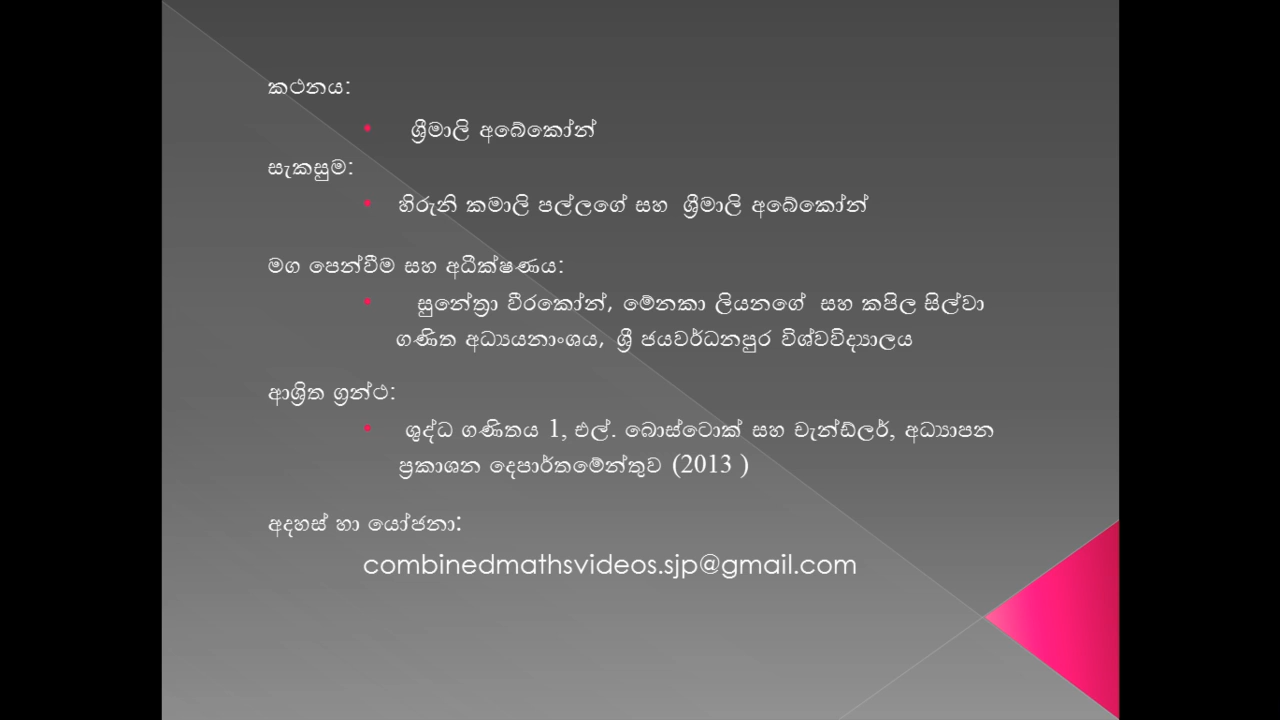 කථනය:
• ශ්‍රීමාලි අබේකෝන්
සැකසුම:
• හිරුනි කමාලි පල්ලගේ සහ ශ්‍රීමාලි අබේකෝන්
මග පෙන්වීම සහ අධීක්ෂණය:
• සුනේත්‍රා වීරකෝන්, මේනකා ලියනගේ සහ කපිල සිල්වා
ගණිත අධ්‍යයනාංශය, ශ්‍රී ජයවර්ධනපුර විශ්වවිද්‍යාලය
ආශ්‍රිත ග්‍රන්ථ:
• ශුද්ධ ගණිතය 1, එල්. බොස්ටොක් සහ චැන්ඩ්ලර්, අධ්‍යාපන
ප්‍රකාශන දෙපාර්තමේන්තුව (2013 )
අදහස් හා යෝජනා:
combinedmathsvideos.sjp@gmail.com